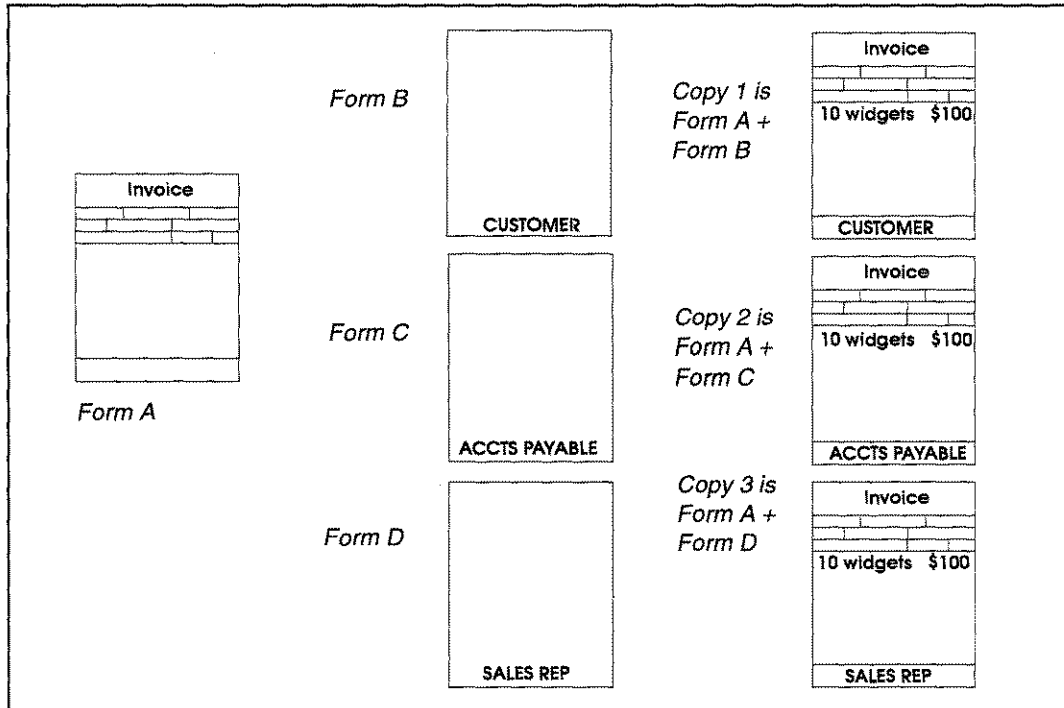 Invoice
Form A
Form B
CUSTOMER
Form C
ACCTS PAYABLE
Form D
SALES REP
Copy 1 is
Form A +
Form B
Invoice
10 widgets $100
CUSTOMER
Copy 2 is
Form A +
Form C
Invoice
10 widgets $100
ACCTS PAYABLE
Copy 3 is
Form A +
Form D
Invoice
10 widgets $100
SALES REP